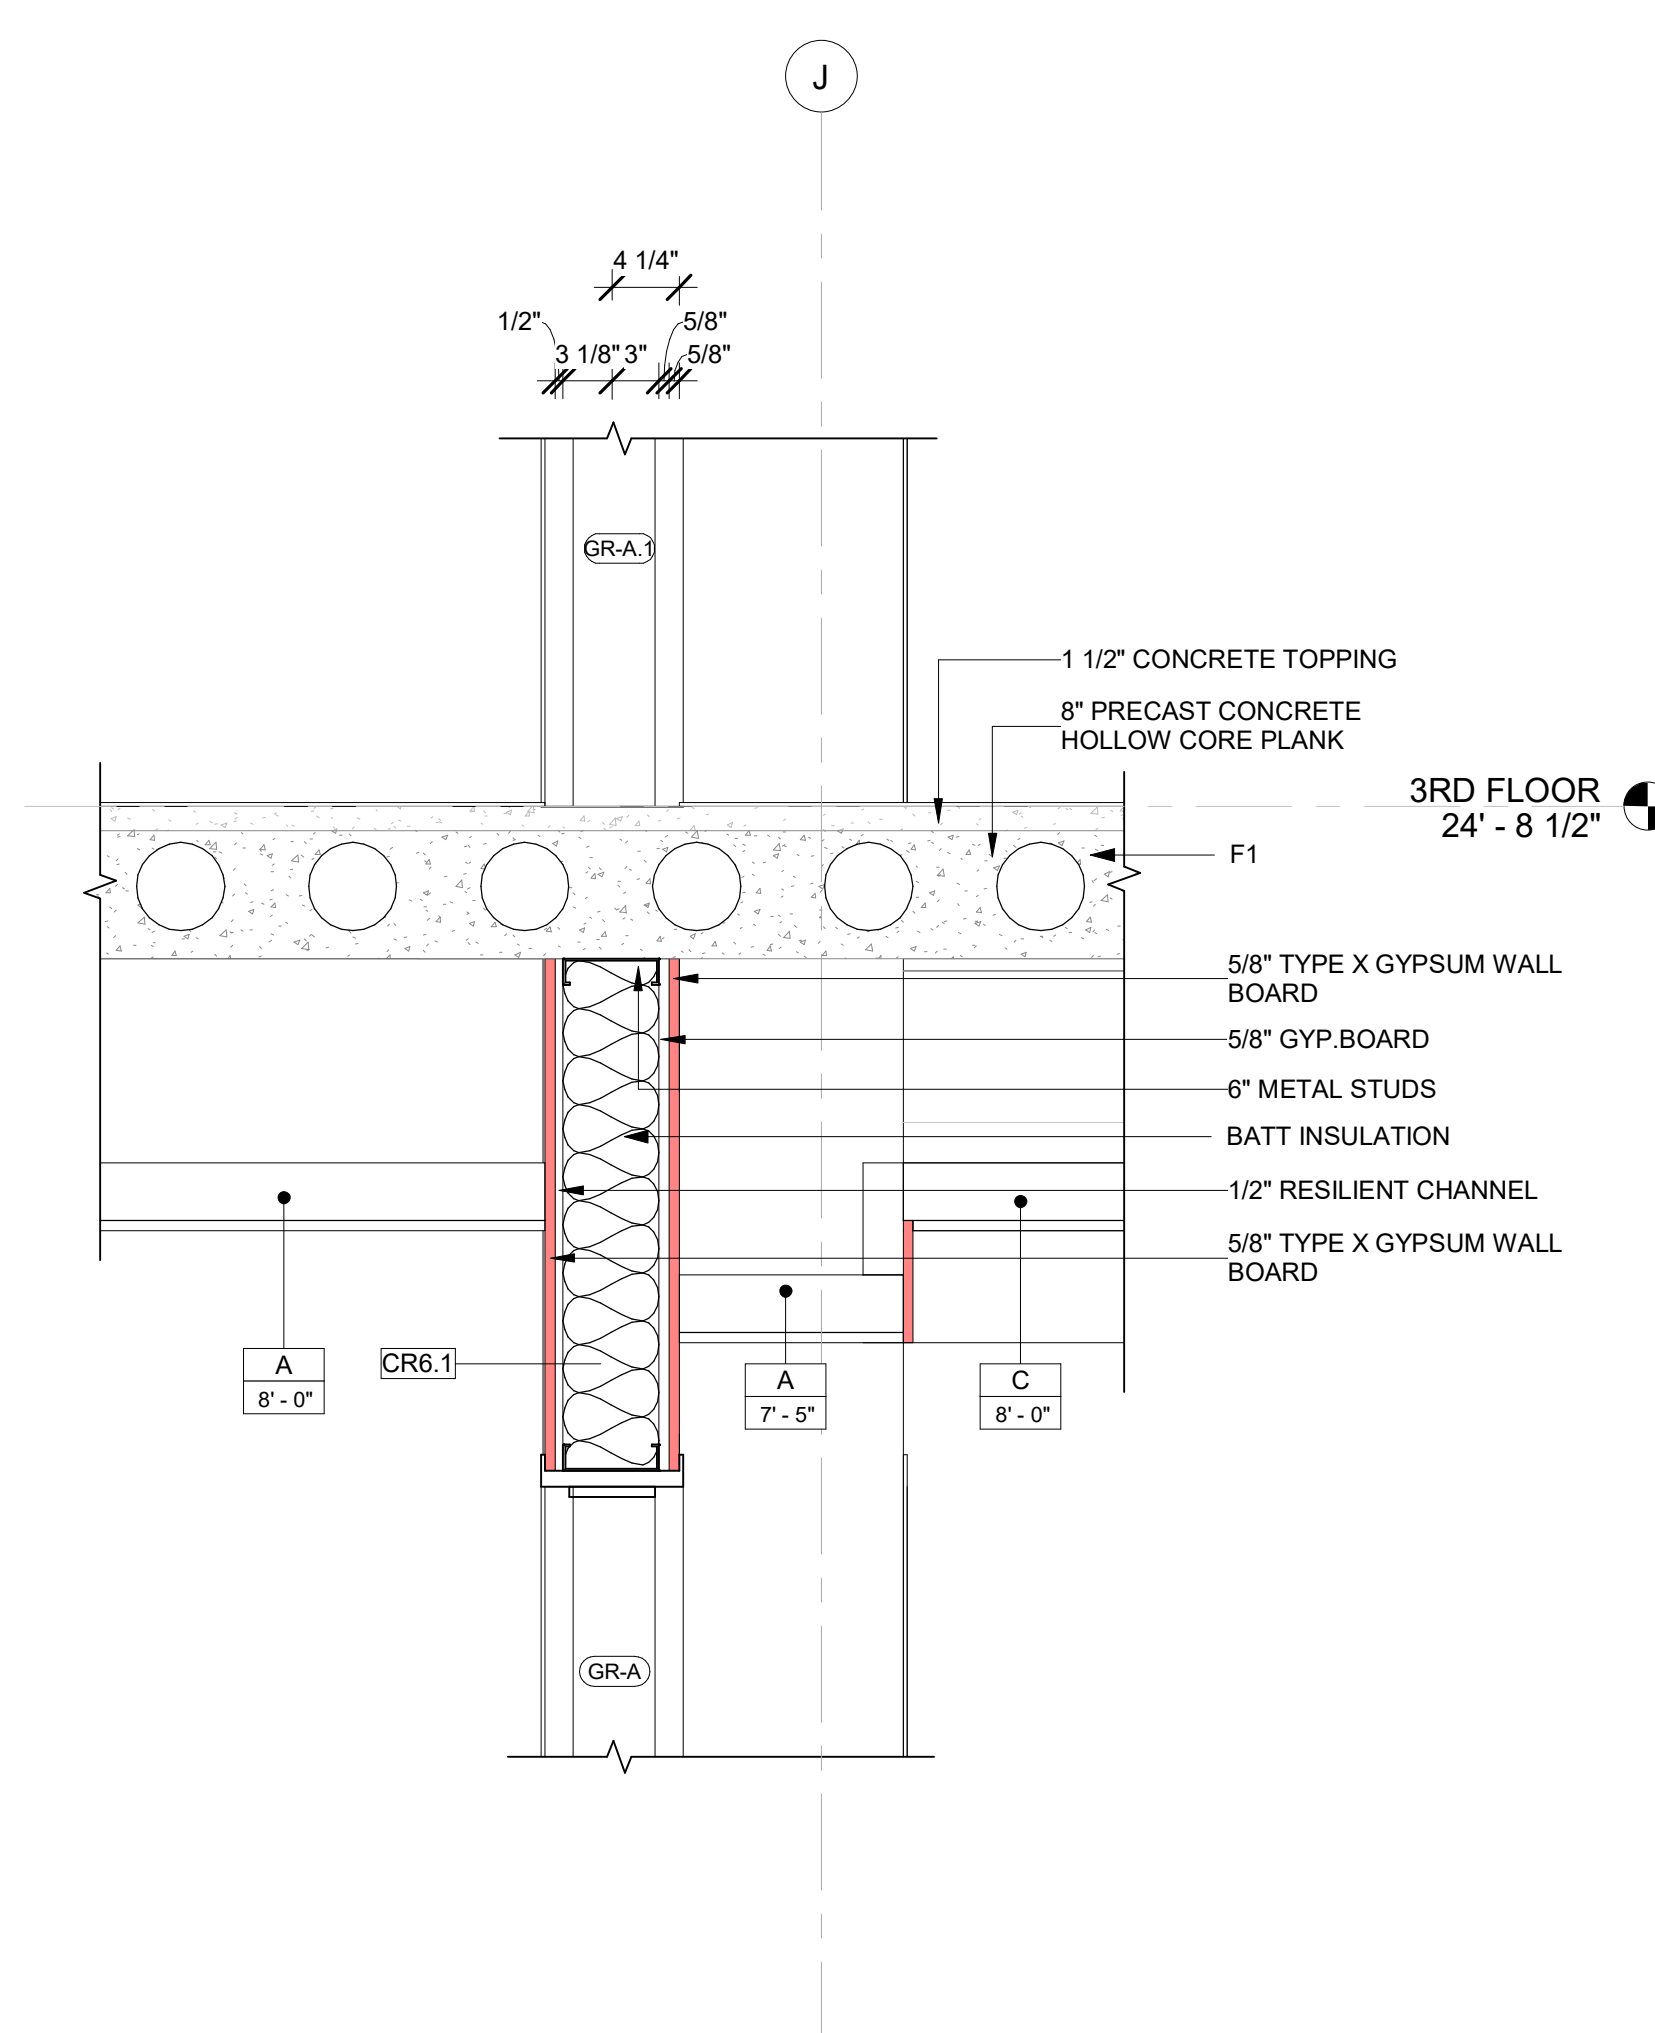 J
4 1/4"
1/2"
5/8"
3 1/8"
3"
5/8"
GR-A.1
1 1/2" CONCRETE TOPPING
8" PRECAST CONCRETE
HOLLOW CORE PLANK
3RD FLOOR
24' - 8 1/2"
F1
5/8" TYPE X GYPSUM WALL
BOARD
5/8" GYP.BOARD
6" METAL STUDS
BATT INSULATION
1/2" RESILIENT CHANNEL
5/8" TYPE X GYPSUM WALL
BOARD
A
8' - 0"
CR6.1
A
7' - 5"
C
8' - 0"
GR-A